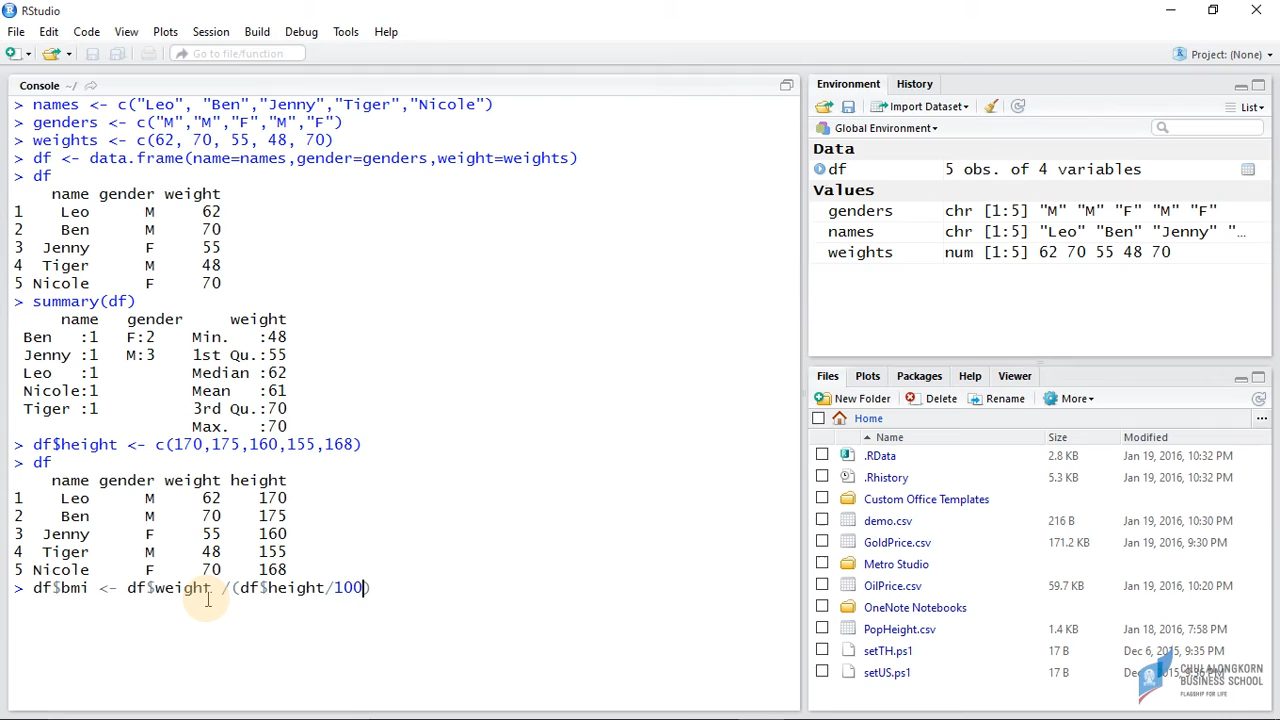 RStudio
File Edit Code View Plots Session Build Debug Tools Help
Go to file/function
Project: (None)
Console ~/
> names <- c("Leo", "Ben","Jenny","Tiger","Nicole")
> genders <- c("M","M","F","M","F")
> weights <- c(62, 70, 55, 48, 70)
> df <- data.frame(name=names,gender=genders,weight=weights)
> df
name gender weight
1 Leo M 62
2 Ben M 70
3 Jenny F 55
4 Tiger M 48
5 Nicole F 70
> summary(df)
name gender weight
Ben :1 F:2 Min. :48
Jenny :1 M:3 1st Qu.:55
Leo :1 Median :62
Nicole:1 Mean :61
Tiger :1 3rd Qu.:70
Max. :70
> df$height <- c(170,175,160,155,168)
> df
name gender weight height
1 Leo M 62 170
2 Ben M 70 175
3 Jenny F 55 160
4 Tiger M 48 155
5 Nicole F 70 168
> df$bmi <- df$weight /(df$height/100)
Environment History
Import Dataset List
Global Environment
Data
df 5 obs. of 4 variables
Values
genders chr [1:5] "M" "M" "F" "M" "F"
names chr [1:5] "Leo" "Ben" "Jenny" "…
weights num [1:5] 62 70 55 48 70
Files Plots Packages Help Viewer
New Folder Delete Rename More
Home
Name Size Modified
.RData 2.8 KB Jan 19, 2016, 10:32 PM
.Rhistory 5.3 KB Jan 19, 2016, 10:32 PM
Custom Office Templates
demo.csv 216 B Jan 19, 2016, 10:30 PM
GoldPrice.csv 171.2 KB Jan 19, 2016, 9:30 PM
Metro Studio
OilPrice.csv 59.7 KB Jan 19, 2016, 9:32 PM
OneNote Notebooks
PopHeight.csv 1.4 KB Jan 18, 2016, 7:58 PM
setTH.ps1 17 B Dec 6, 2015, 9:35 PM
setUS.ps1 17 B
CHULALONGKORN
BUSINESS SCHOOL
FLAGSHIP FOR LIFE